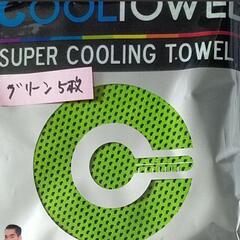 COOLTOWEL
SUPER COOLING TOWEL
グリーン5枚